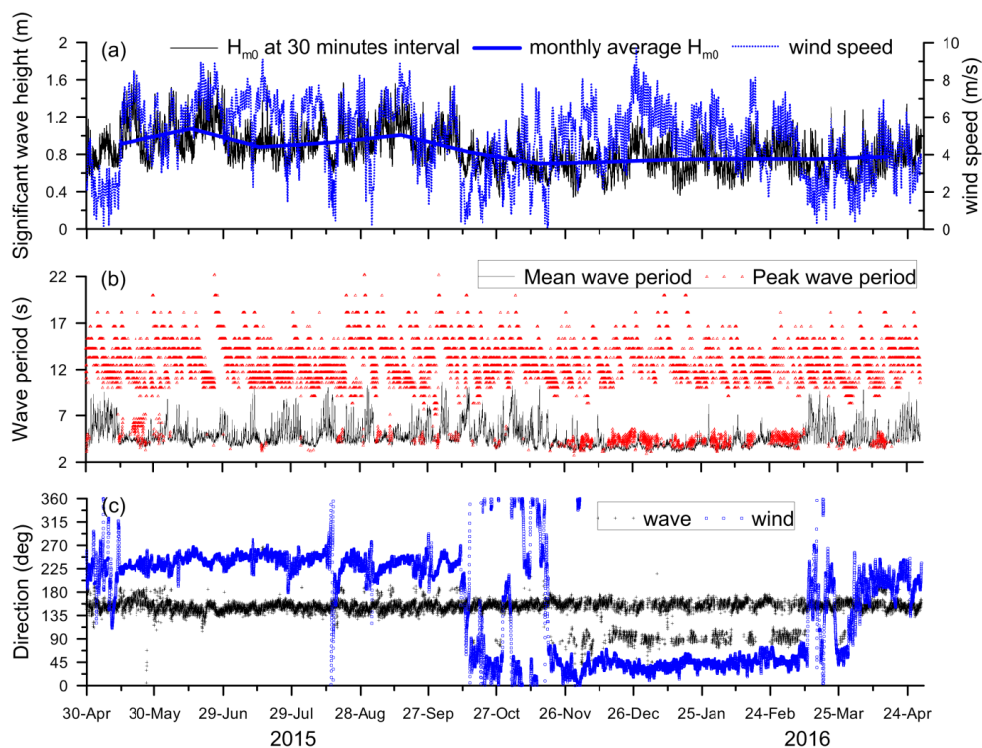 (a)
H_m0 at 30 minutes interval monthly average H_m0 wind speed
Significant wave height (m)
2
1.6
1.2
0.8
0.4
0
10
8
6
4
2
0
wind speed (m/s)
(b)
Mean wave period Peak wave period
Wave period (s)
22
17
12
7
2
(c)
wave wind
Direction (deg)
360
315
270
225
180
135
90
45
0
30-Apr 30-May 29-Jun 29-Jul 28-Aug 27-Sep 27-Oct 26-Nov 26-Dec 25-Jan 24-Feb 25-Mar 24-Apr
2015 2016